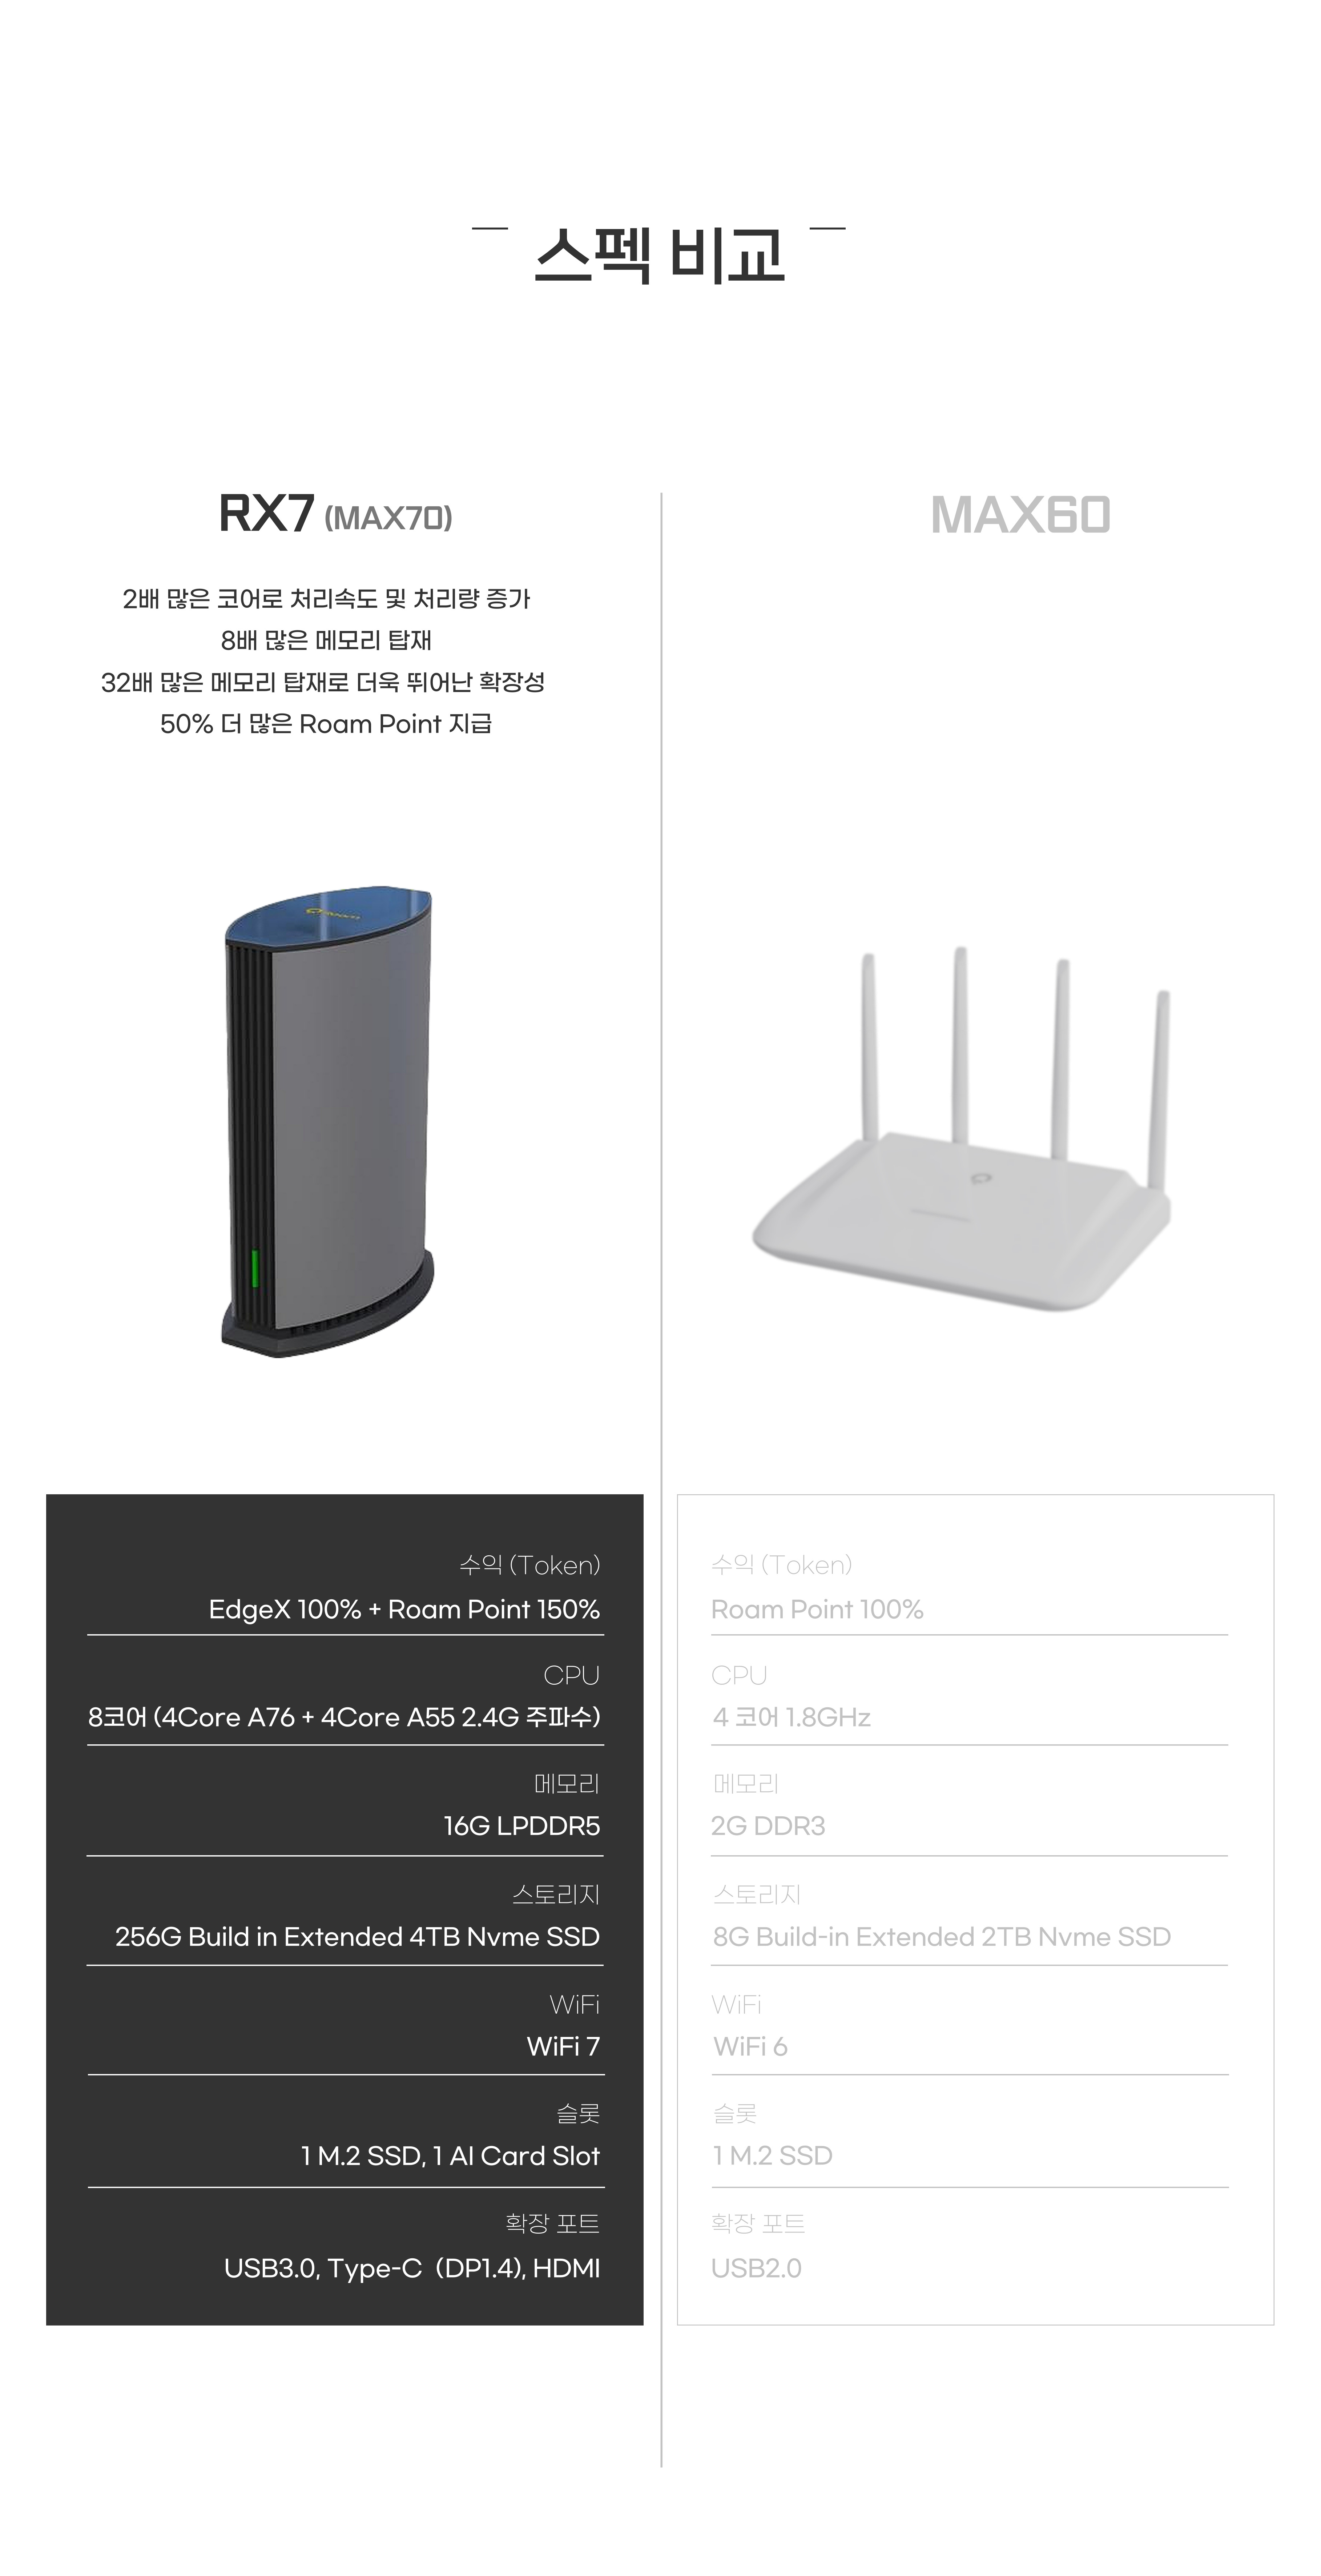 스펙 비교
RX7 (MAX70)
2배 많은 코어로 처리속도 및 처리량 증가
8배 많은 메모리 탑재
32배 많은 메모리 탑재로 더욱 뛰어난 확장성
50% 더 많은 Roam Point 지급
Roam
수익 (Token)
EdgeX 100% + Roam Point 150%
CPU
8코어 (4Core A76 + 4Core A55 2.4G 주파수)
메모리
16G LPDDR5
스토리지
256G Build in Extended 4TB Nvme SSD
WiFi
WiFi 7
슬롯
1 M.2 SSD, 1 AI Card Slot
확장 포트
USB3.0, Type-C (DP1.4), HDMI
MAX60
수익 (Token)
Roam Point 100%
CPU
4 코어 1.8GHz
메모리
2G DDR3
스토리지
8G Build-in Extended 2TB Nvme SSD
WiFi
WiFi 6
슬롯
1 M.2 SSD
확장 포트
USB2.0